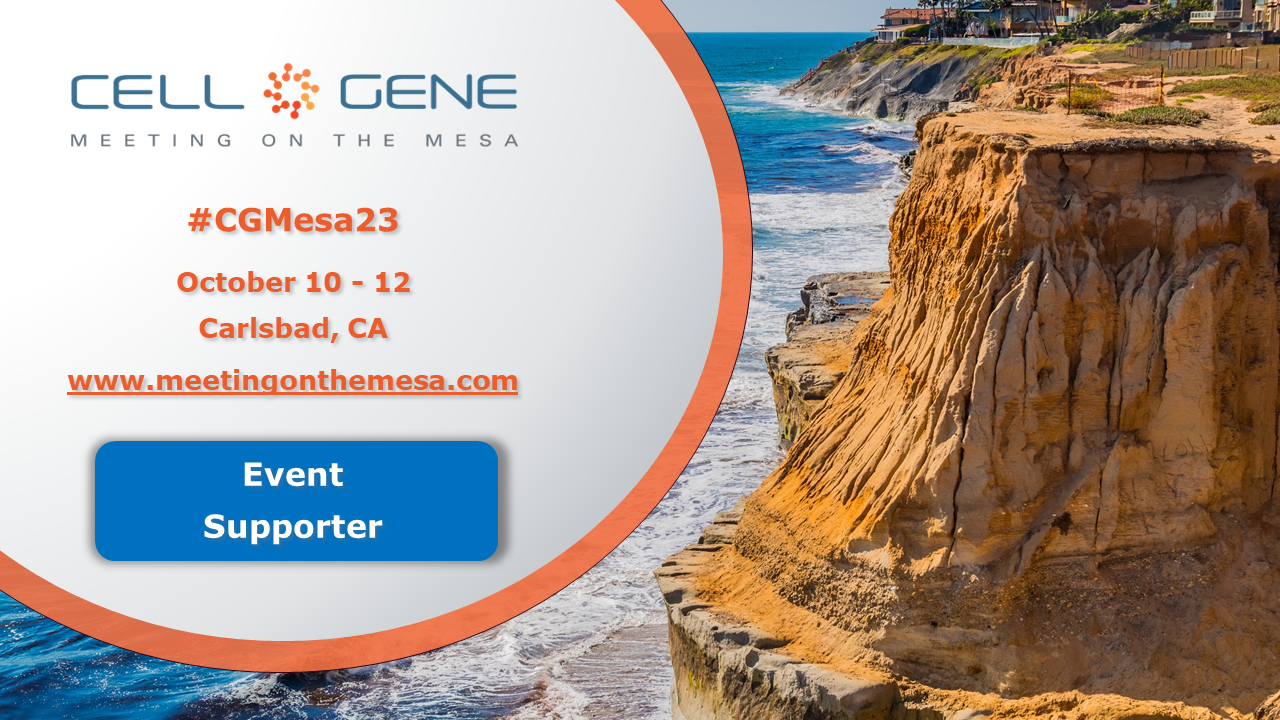 CELL GENE
MEETING ON THE MESA
#CGMesa23
October 10 - 12
Carlsbad, CA
www.meetingonthemesa.com
Event
Supporter